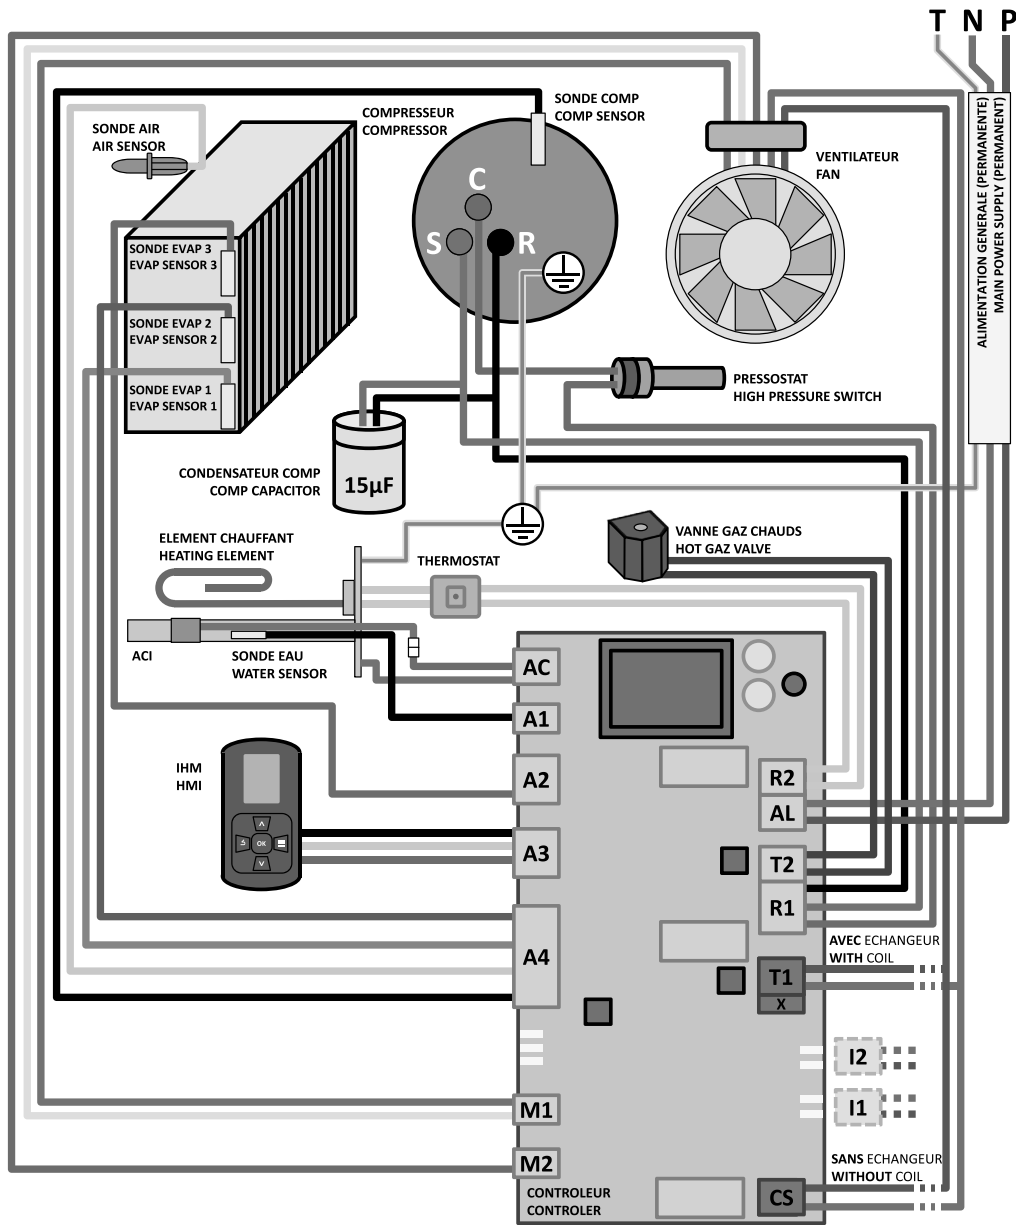 T N P
ALIMENTATION GENERALE (PERMANENTE)
MAIN POWER SUPPLY (PERMANENT)
SONDE AIR
AIR SENSOR
COMPRESSEUR
COMPRESSOR
SONDE COMP
COMP SENSOR
VENTILATEUR
FAN
C
S
R
SONDE EVAP 3
EVAP SENSOR 3
SONDE EVAP 2
EVAP SENSOR 2
SONDE EVAP 1
EVAP SENSOR 1
PRESSOSTAT
HIGH PRESSURE SWITCH
CONDENSATEUR COMP
COMP CAPACITOR
15µF
ELEMENT CHAUFFANT
HEATING ELEMENT
THERMOSTAT
VANNE GAZ CHAUDS
HOT GAZ VALVE
ACI
SONDE EAU
WATER SENSOR
IHM
HMI
OK
AC
A1
A2
A3
A4
M1
M2
R2
AL
T2
R1
T1
X
AVEC ECHANGEUR
WITH COIL
I2
I1
SANS ECHANGEUR
WITHOUT COIL
CS
CONTROLEUR
CONTROLER